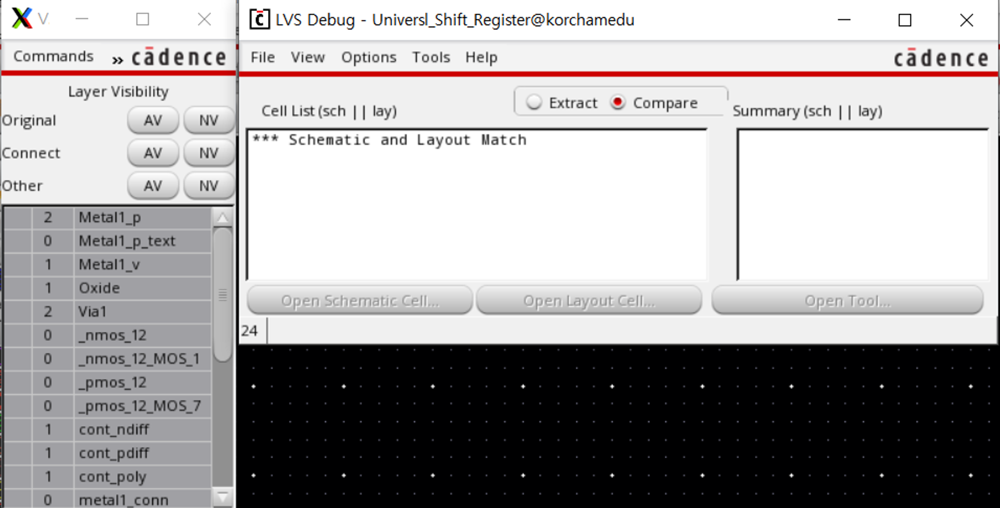 V.
Commands » cādence
Layer Visibility
Original AV NV
Connect AV NV
Other AV NV
2 Metal1_p
0 Metal1_p_text
1 Metal1_v
1 Oxide
2 Via1
0 _nmos_12
0 _nmos_12_MOS_1
0 _pmos_12
0 _pmos_12_MOS_7
1 cont_ndiff
1 cont_pdiff
1 cont_poly
0 metal1_conn
LVS Debug - Universl_Shift_Register@korchamedu
File View Options Tools Help cādence
Extract Compare
Cell List (sch || lay) Summary (sch || lay)
*** Schematic and Layout Match
Open Schematic Cell... Open Layout Cell... Open Tool...
24